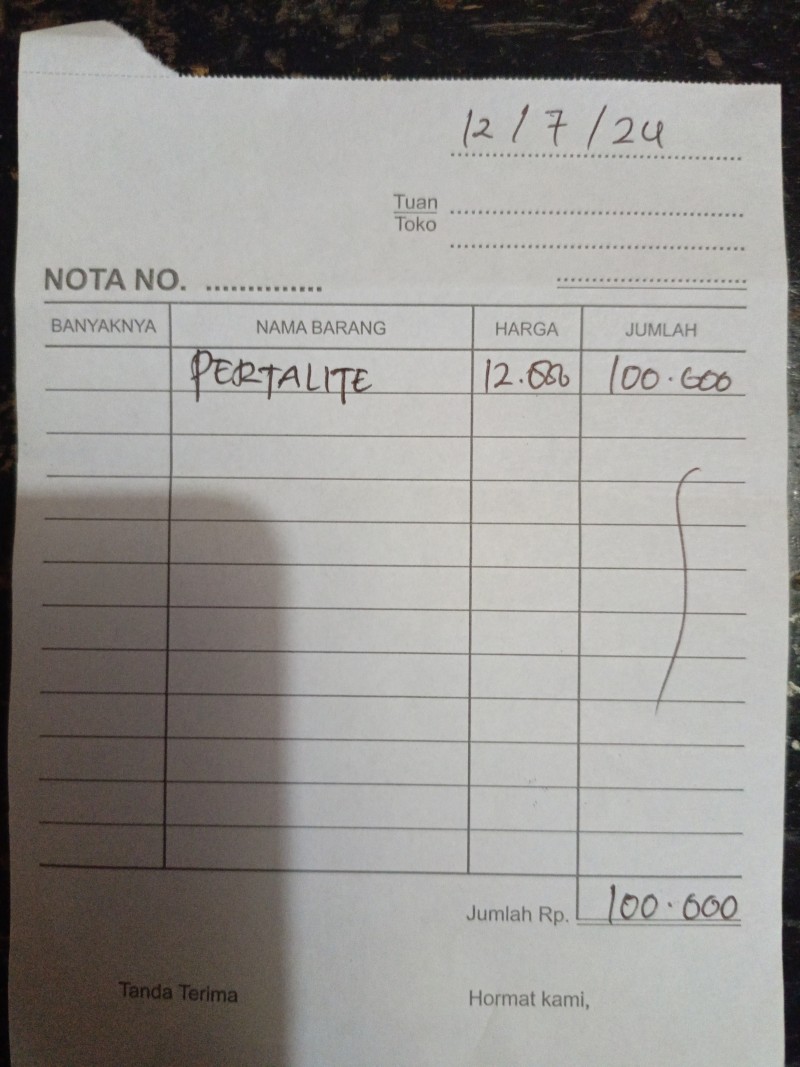 12/7/24
Tuan
Toko
NOTA NO.
BANYAKNYA NAMA BARANG HARGA JUMLAH
PERTALITE 12.000 100.000
Jumlah Rp. 100.000
Tanda Terima Hormat kami,